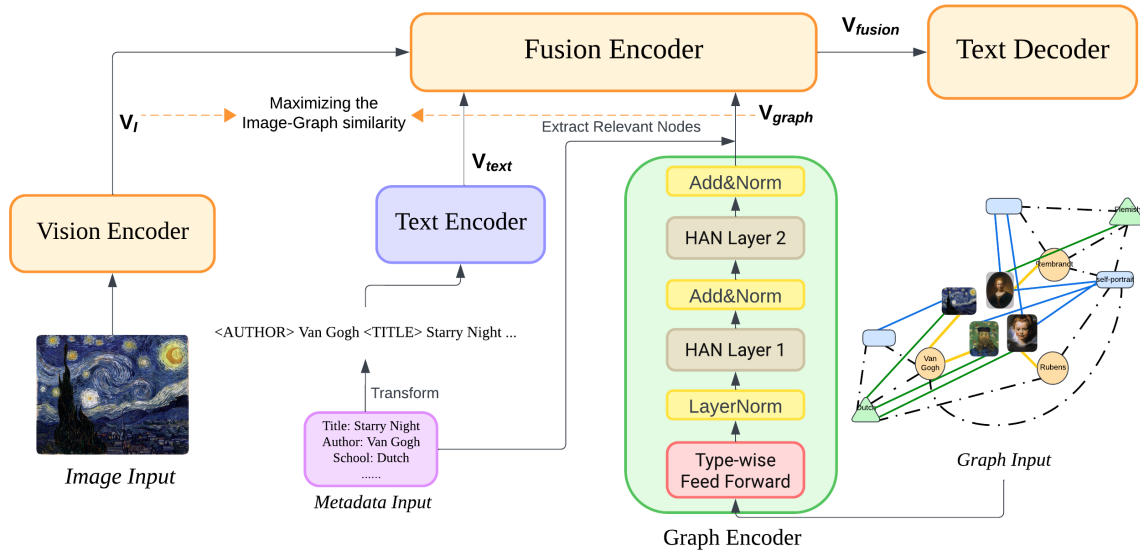 Fusion Encoder
V_fusion
Text Decoder
Maximizing the
Image-Graph similarity
V_I
V_graph
Extract Relevant Nodes
V_text
Vision Encoder
Text Encoder
Add&Norm
HAN Layer 2
Add&Norm
HAN Layer 1
LayerNorm
Type-wise
Feed Forward
Graph Encoder
<AUTHOR> Van Gogh <TITLE> Starry Night ...
Transform
Title: Starry Night
Author: Van Gogh
School: Dutch
......
Image Input
Metadata Input
Flemish
Rembrandt
self-portrait
Van
Gogh
Rubens
Dutch
Graph Input